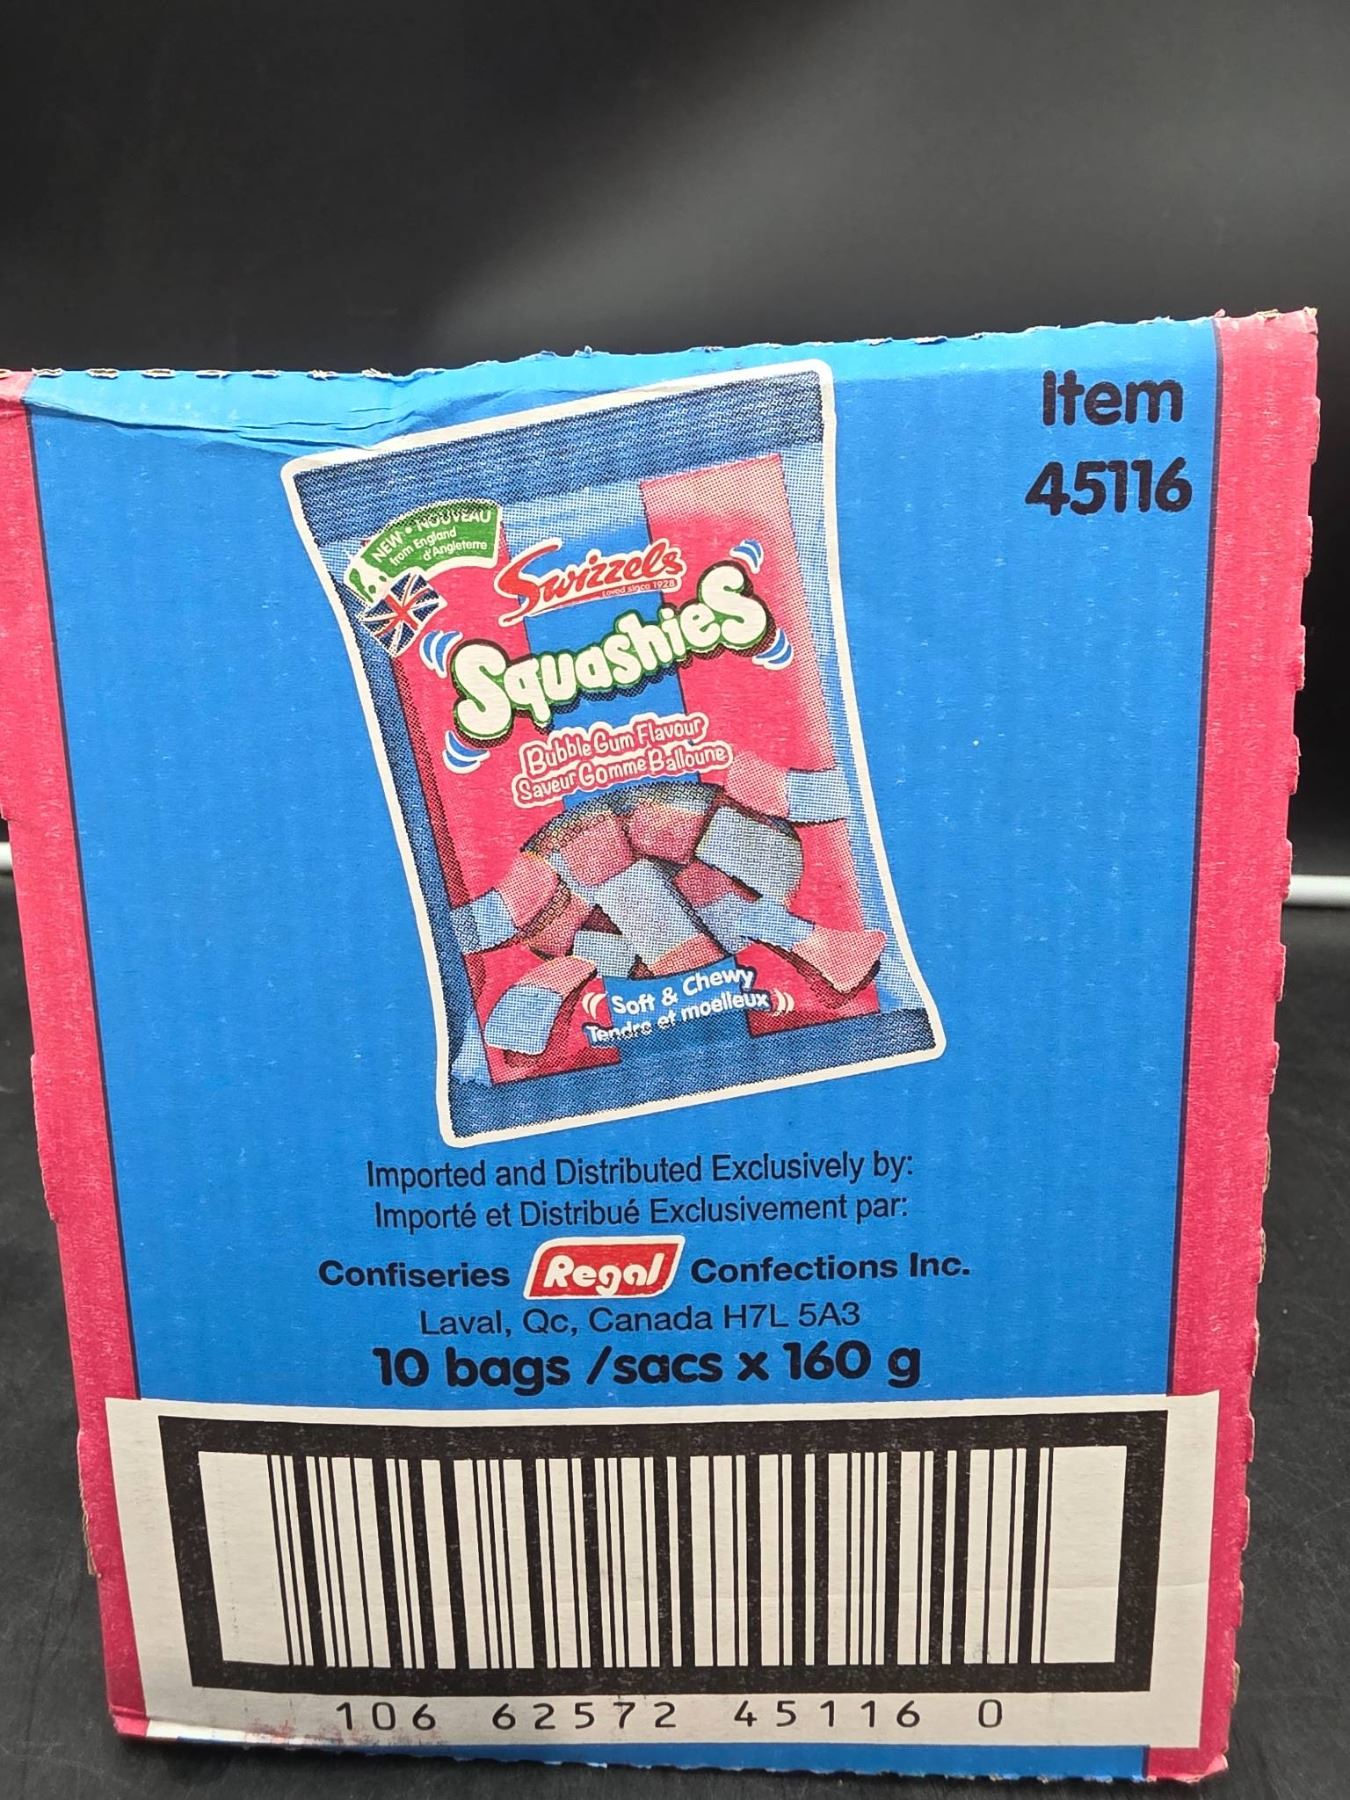 Item
45116
NEW • NOUVEAU
from England
d'Angleterre
Swizzels
Loved since 1928
Squashies
Bubble Gum Flavour
Saveur Gomme Balloune
Soft & Chewy
Tendre et moelleux
Imported and Distributed Exclusively by:
Importé et Distribué Exclusivement par:
Confiseries Regal Confections Inc.
Laval, Qc, Canada H7L 5A3
10 bags /sacs x 160 g
106 62572 45116 0